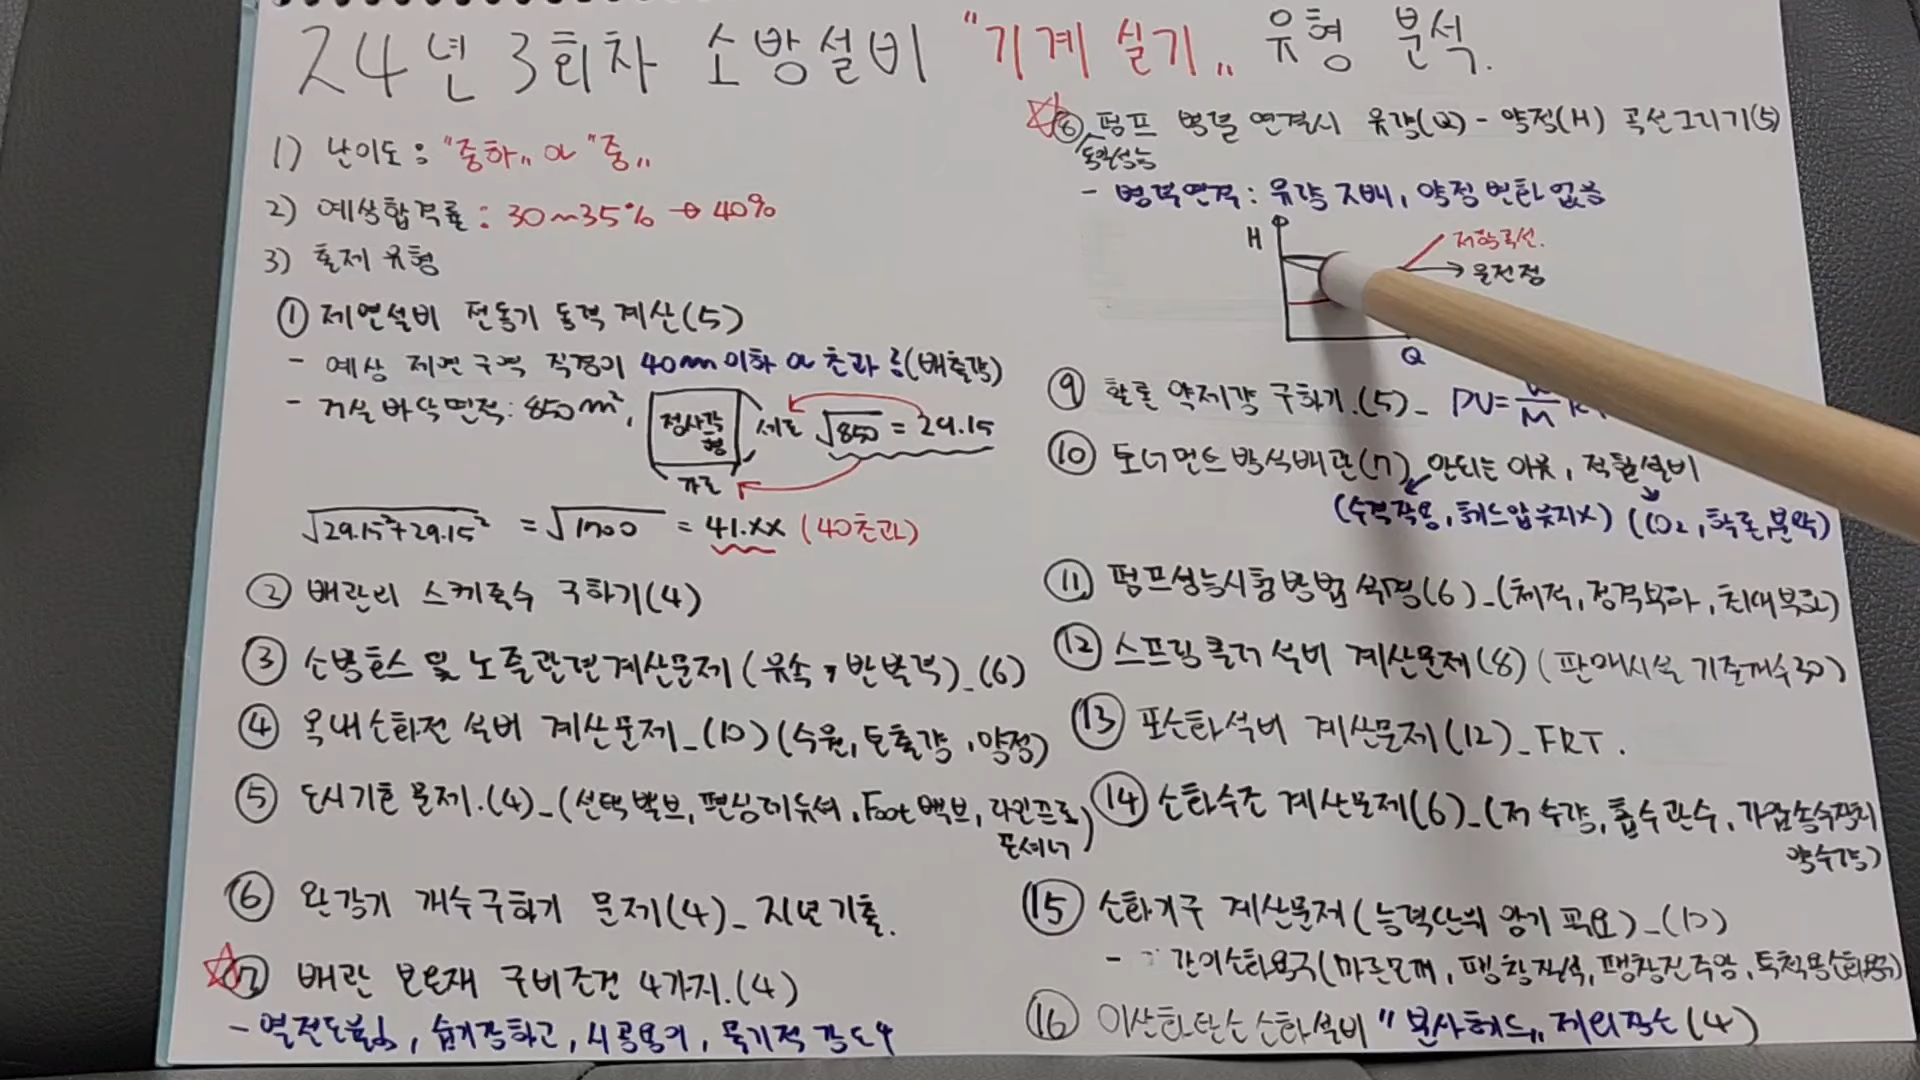 24년 3회차 소방설비 "기계 실기" 유형 분석.
1) 난이도 : "중하" or "중"
2) 예상합격률 : 30~35% → 40%
3) 출제 유형
① 제연설비 전동기 동력 계산(5)
- 예상 제연구역 직경이 40m 이하 or 초과 (배출량)
- 거실 바닥면적: 850m²,
정사각형
세로
√850 = 29.15
가로
√29.15²+29.15² = √1700 = 41.xx (40초과)
② 배관의 스케줄수 구하기(4)
③ 소방호스 및 노즐관련계산문제(유속, 반발력)_(6)
④ 옥내소화전 설비 계산문제_(10)(수원, 토출량, 양정)
⑤ 도시기호 문제.(4)_(선택밸브, 편심레듀셔, Foot밸브, 라인프로포셔너)
⑥ 완강기 개수구하기 문제(4)_ 지난기출.
☆⑦ 배관 보온재 구비조건 4가지.(4)
- 열전도율↓, 습기강하고, 시공용이, 물리적 강도우
☆⑧ 펌프 병렬 연결시 유량(Q) - 양정(H) 곡선그리기(5)
동일성능
- 병렬연결 : 유량 2배, 양정 변화 없음
H
저항곡선.
운전점
Q
⑨ 할론 약제량 구하기.(5)_ PV=
⑩ 토너먼트 방식배관(7), 안되는 이유, 적합설비
(수격작용, 헤드압유지X) (CO₂, 할론, 분말)
⑪ 펌프성능시험방법 설명(6)_(체절, 정격부하, 최대부하)
⑫ 스프링클러 설비 계산문제(8) (판매시설 기준개수30)
⑬ 포소화설비 계산문제(12)_FRT.
⑭ 소화수조 계산문제(6)_(저수량, 흡수관수, 가압송수장치 양수량)
⑮ 소화기구 계산문제(능력단위 암기 필요)_(10)
- 간이소화용구(마른모래, 팽창질석, 팽창진주암, 투척용소화용구)
⑯ 이산화탄소 소화설비 "분사헤드" 제외장소(4)